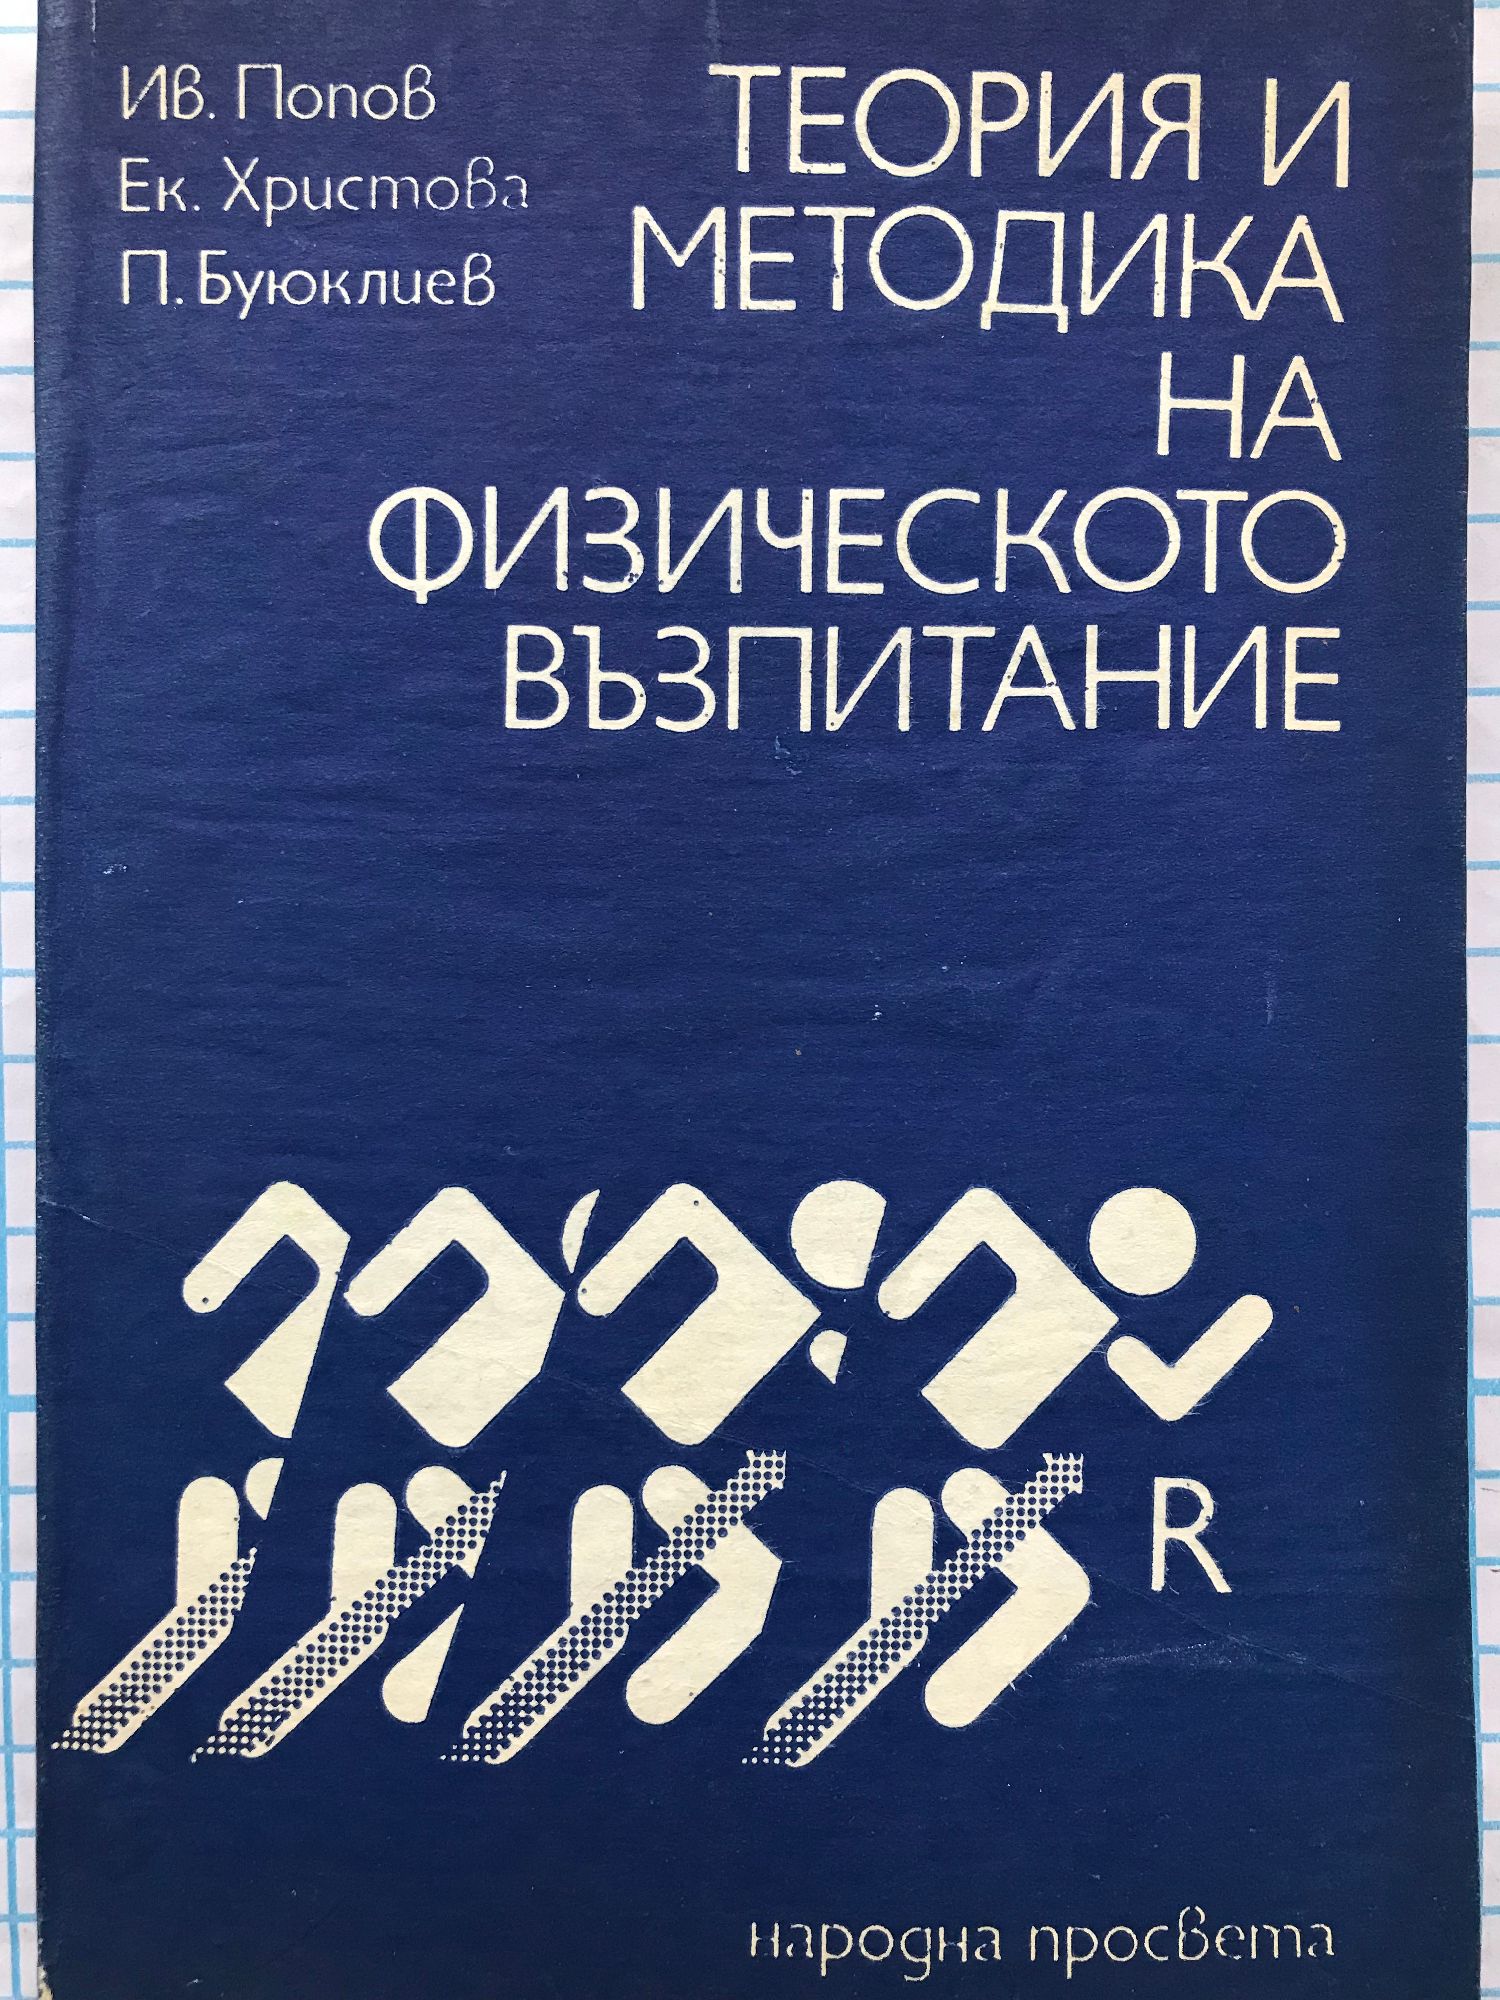 Ив. Попов
Ек. Христова
П. Буюклиев
ТЕОРИЯ И
МЕТОДИКА
НА
ФИЗИЧЕСКОТО
ВЪЗПИТАНИЕ
R
народна просвета